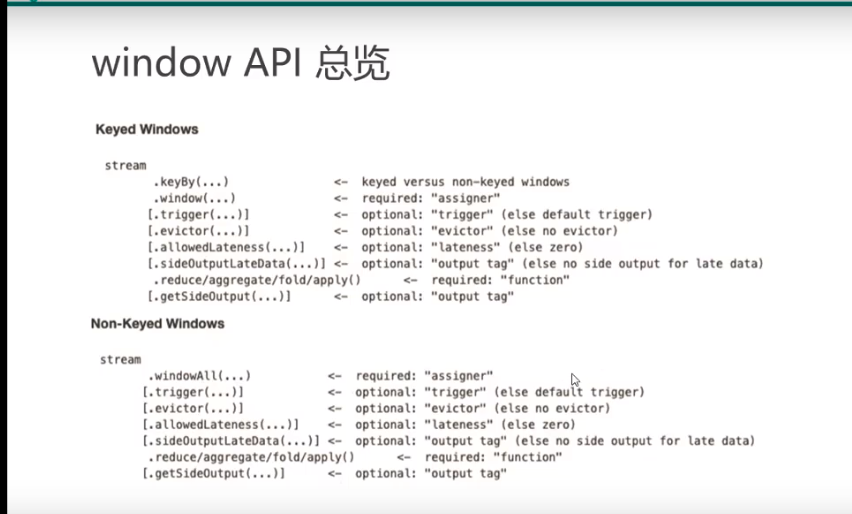 window API 总览
Keyed Windows
stream
.keyBy(...) <- keyed versus non-keyed windows
.window(...) <- required: "assigner"
[.trigger(...)] <- optional: "trigger" (else default trigger)
[.evictor(...)] <- optional: "evictor" (else no evictor)
[.allowedLateness(...)] <- optional: "lateness" (else zero)
[.sideOutputLateData(...)] <- optional: "output tag" (else no side output for late data)
.reduce/aggregate/fold/apply() <- required: "function"
[.getSideOutput(...)] <- optional: "output tag"
Non-Keyed Windows
stream
.windowAll(...) <- required: "assigner"
[.trigger(...)] <- optional: "trigger" (else default trigger)
[.evictor(...)] <- optional: "evictor" (else no evictor)
[.allowedLateness(...)] <- optional: "lateness" (else zero)
[.sideOutputLateData(...)] <- optional: "output tag" (else no side output for late data)
.reduce/aggregate/fold/apply() <- required: "function"
[.getSideOutput(...)] <- optional: "output tag"